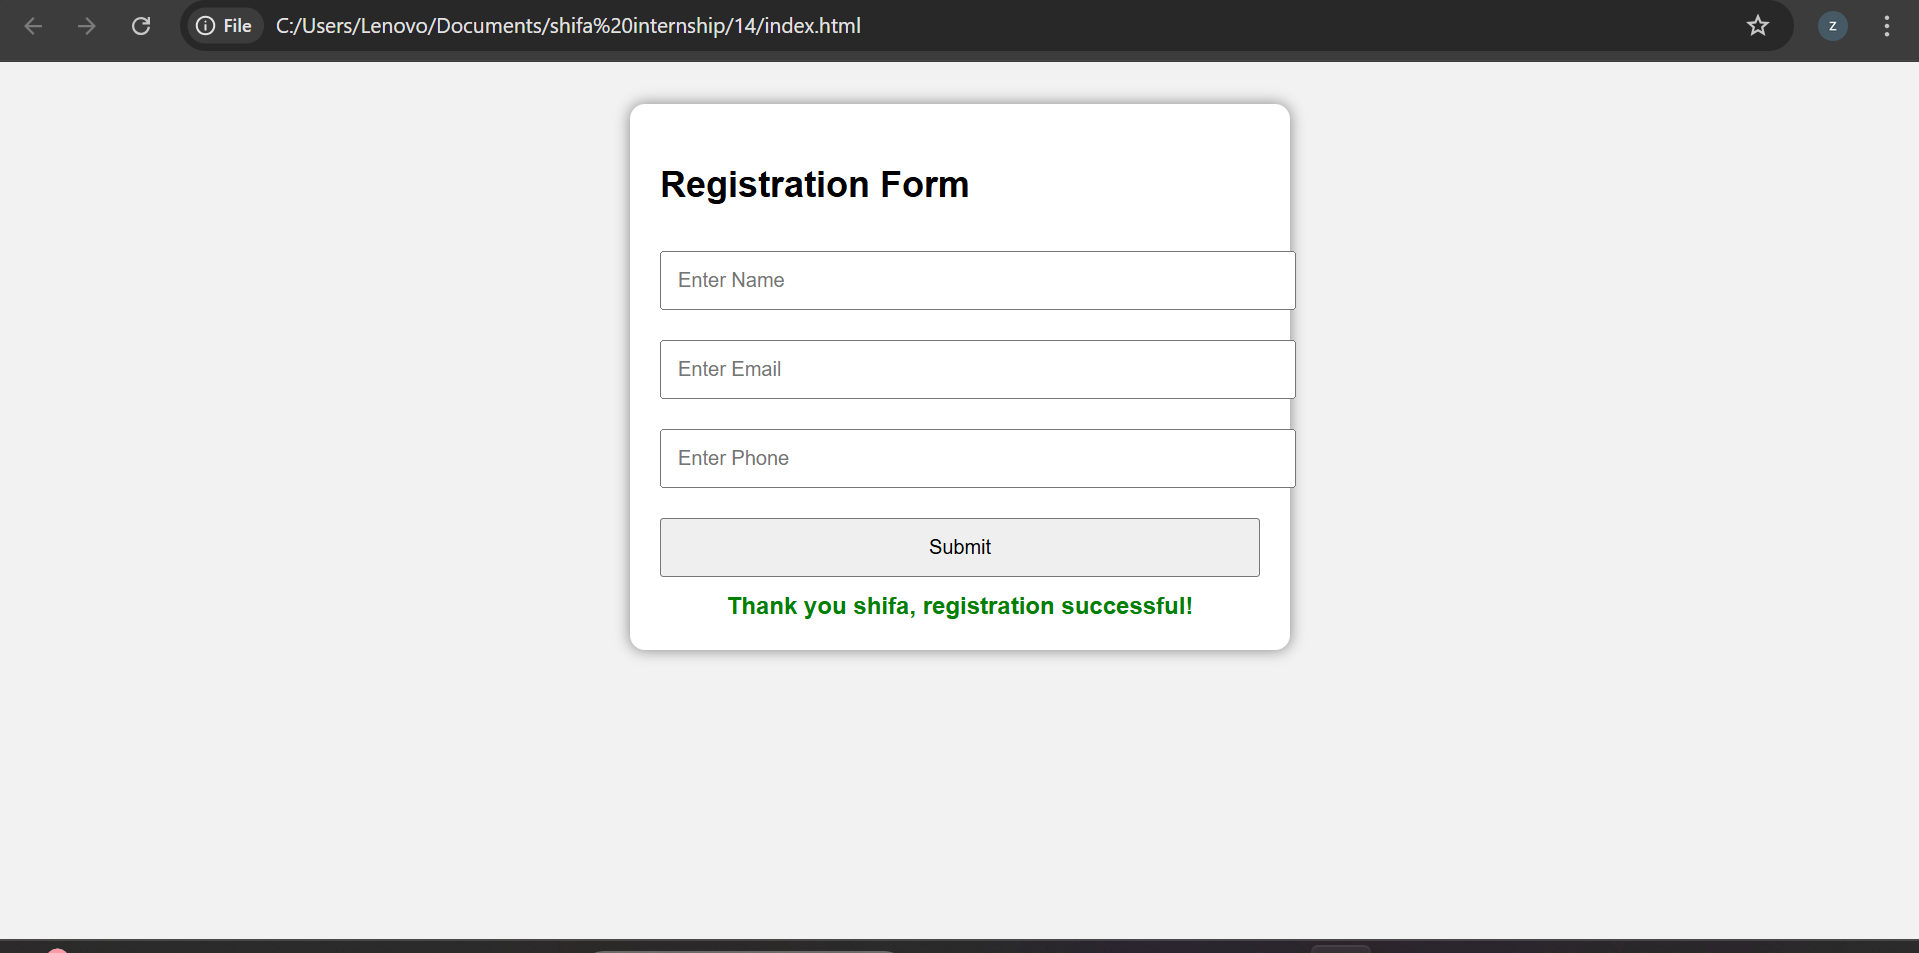 File C:/Users/Lenovo/Documents/shifa%20internship/14/index.html
z
Registration Form
Enter Name
Enter Email
Enter Phone
Submit
Thank you shifa, registration successful!